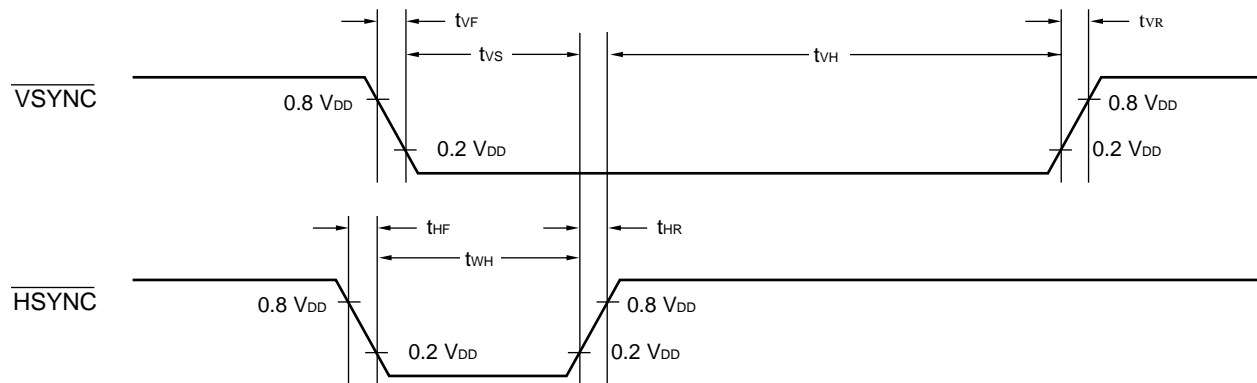 tVF
tVR
tVS
tVH
VSYNC
0.8 VDD
0.8 VDD
0.2 VDD
0.2 VDD
tHF
tHR
tWH
HSYNC
0.8 VDD
0.8 VDD
0.2 VDD
0.2 VDD